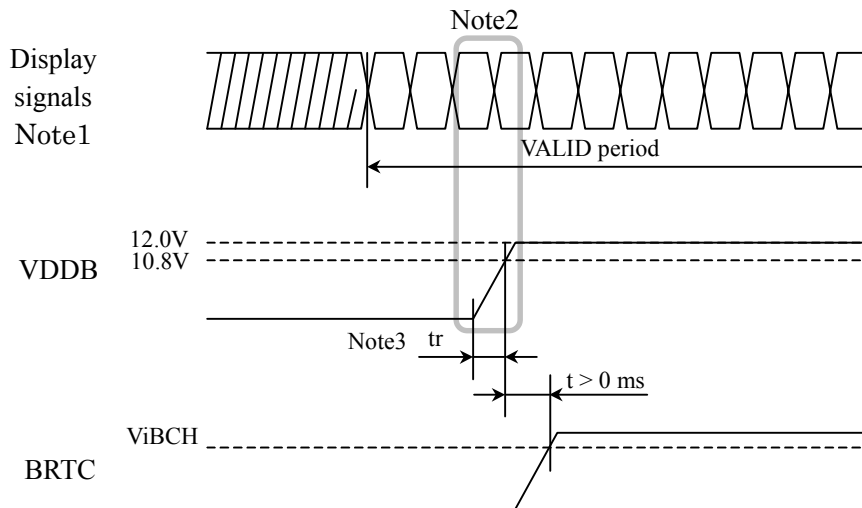 Note2
Display
signals
Note1
VALID period
12.0V
10.8V
VDDB
Note3 tr
t > 0 ms
ViBCH
BRTC